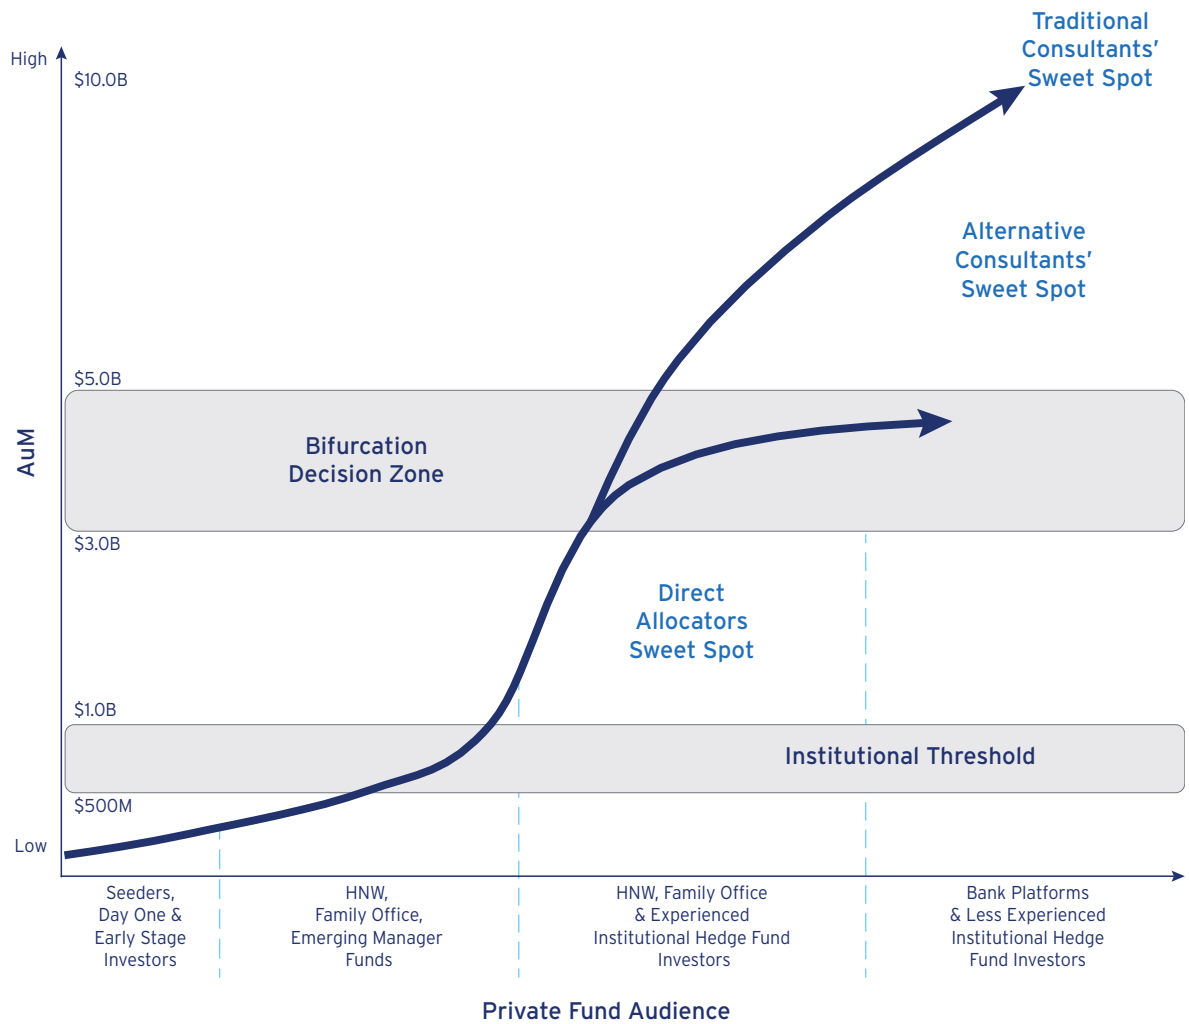 Traditional
Consultants’
Sweet Spot
High
$10.0B
Alternative
Consultants’
Sweet Spot
$5.0B
Bifurcation
Decision Zone
AuM
$3.0B
Direct
Allocators
Sweet Spot
$1.0B
Institutional Threshold
$500M
Low
Seeders,
Day One &
Early Stage
Investors
HNW,
Family Office,
Emerging Manager
Funds
HNW, Family Office
& Experienced
Institutional Hedge Fund
Investors
Bank Platforms
& Less Experienced
Institutional Hedge
Fund Investors
Private Fund Audience